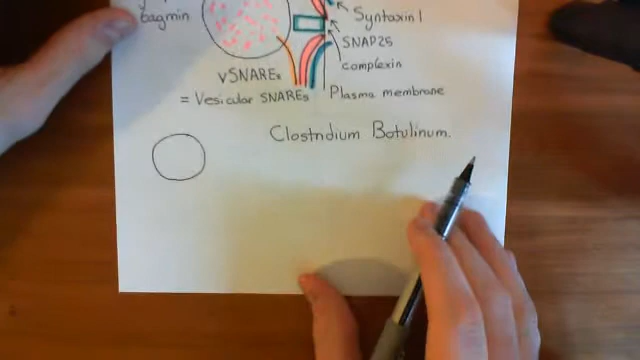 tagmin
Syntaxin 1
SNAP25
complexin
vSNAREs
= Vesicular SNAREs
Plasma membrane
Clostridium Botulinum.